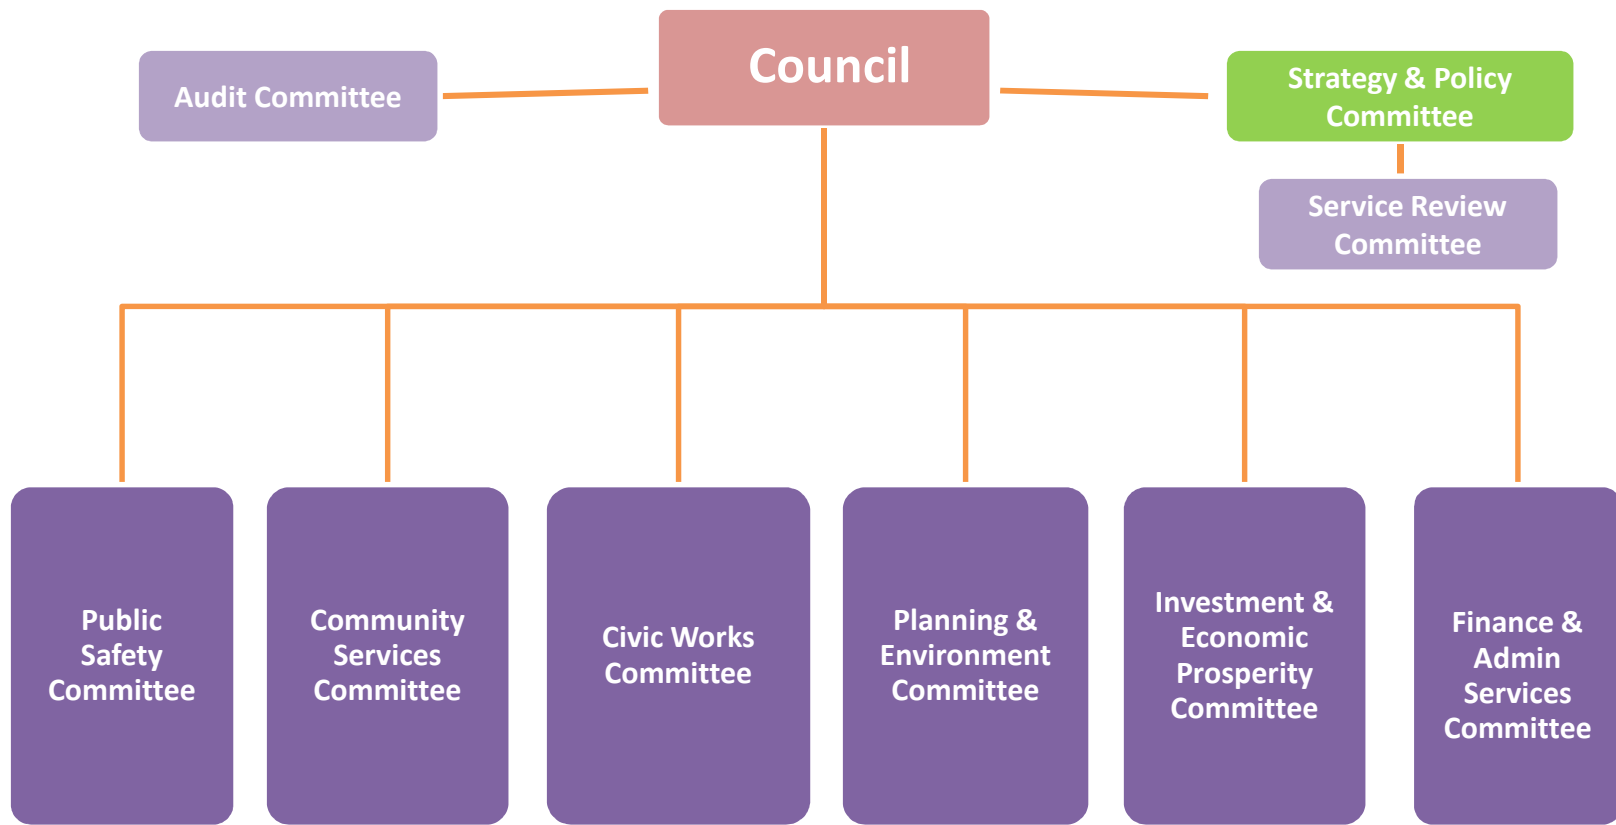 Council
Audit Committee
Strategy & Policy
Committee
Service Review
Committee
Public
Safety
Committee
Community
Services
Committee
Civic Works
Committee
Planning &
Environment
Committee
Investment &
Economic
Prosperity
Committee
Finance &
Admin
Services
Committee